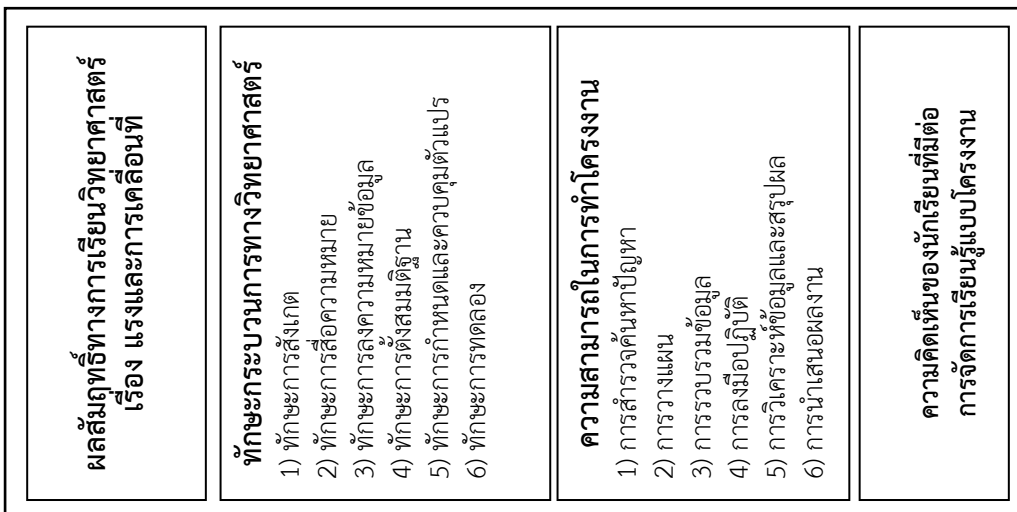 ผลสัมฤทธิ์ทางการเรียนวิทยาศาสตร์
เรื่อง แรงและการเคลื่อนที่
ทักษะกระบวนการทางวิทยาศาสตร์
1) ทักษะการสังเกต
2) ทักษะการสื่อความหมาย
3) ทักษะการลงความหมายข้อมูล
4) ทักษะการตั้งสมมติฐาน
5) ทักษะการกำหนดและควบคุมตัวแปร
6) ทักษะการทดลอง
ความสามารถในการทำโครงงาน
1) การสำรวจค้นหาปัญหา
2) การวางแผน
3) การรวบรวมข้อมูล
4) การลงมือปฏิบัติ
5) การวิเคราะห์ข้อมูลและสรุปผล
6) การนำเสนอผลงาน
ความคิดเห็นของนักเรียนที่มีต่อ
การจัดการเรียนรู้แบบโครงงาน